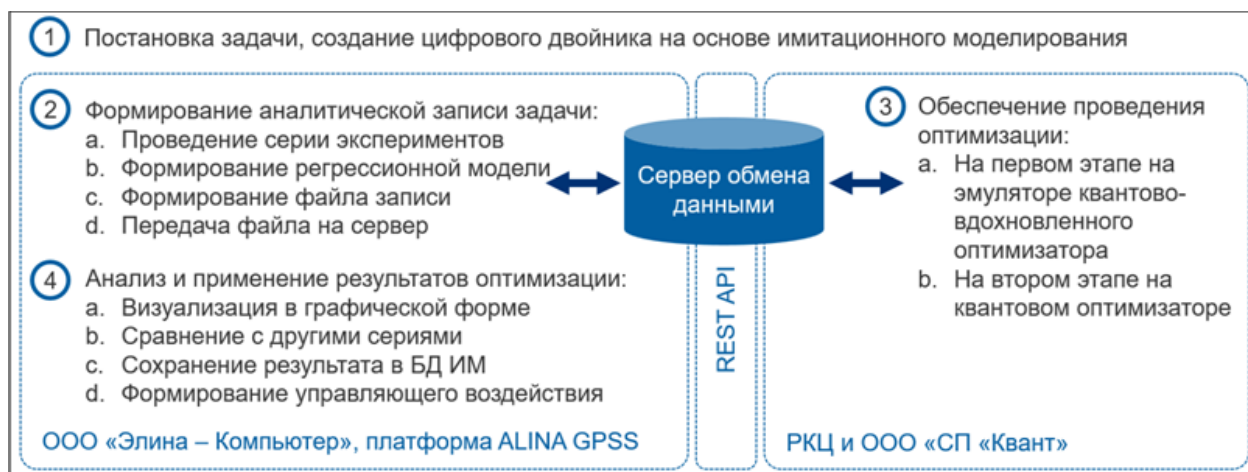 1 Постановка задачи, создание цифрового двойника на основе имитационного моделирования
2 Формирование аналитической записи задачи:
a. Проведение серии экспериментов
b. Формирование регрессионной модели
c. Формирование файла записи
d. Передача файла на сервер
4 Анализ и применение результатов оптимизации:
a. Визуализация в графической форме
b. Сравнение с другими сериями
c. Сохранение результата в БД ИМ
d. Формирование управляющего воздействия
ООО «Элина – Компьютер», платформа ALINA GPSS
Сервер обмена
данными
REST API
3 Обеспечение проведения
оптимизации:
a. На первом этапе на
эмуляторе квантово-
вдохновленного
оптимизатора
b. На втором этапе на
квантовом оптимизаторе
РКЦ и ООО «СП «Квант»